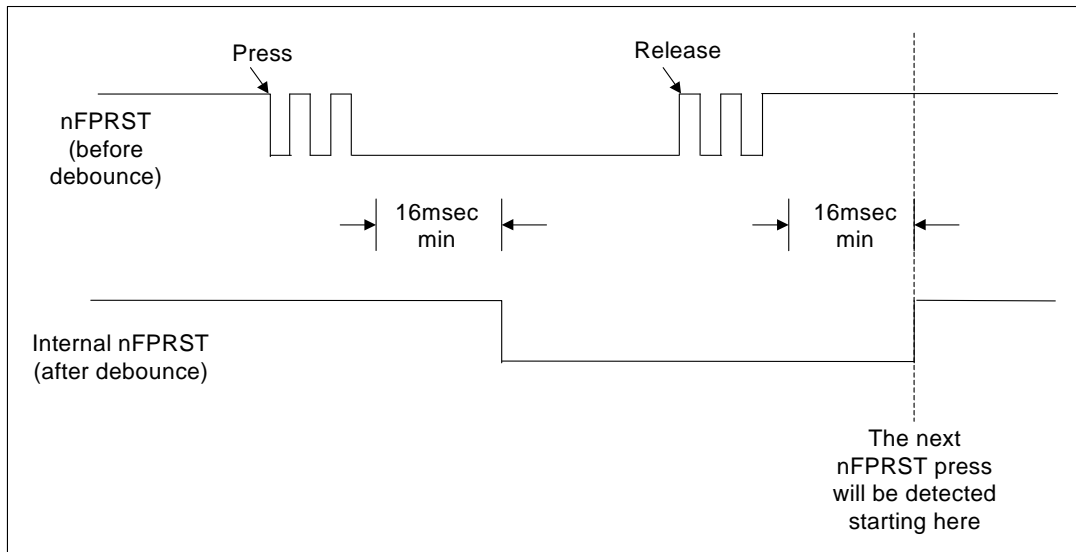 Press
Release
nFPRST
(before
debounce)
16msec
min
16msec
min
Internal nFPRST
(after debounce)
The next
nFPRST press
will be detected
starting here